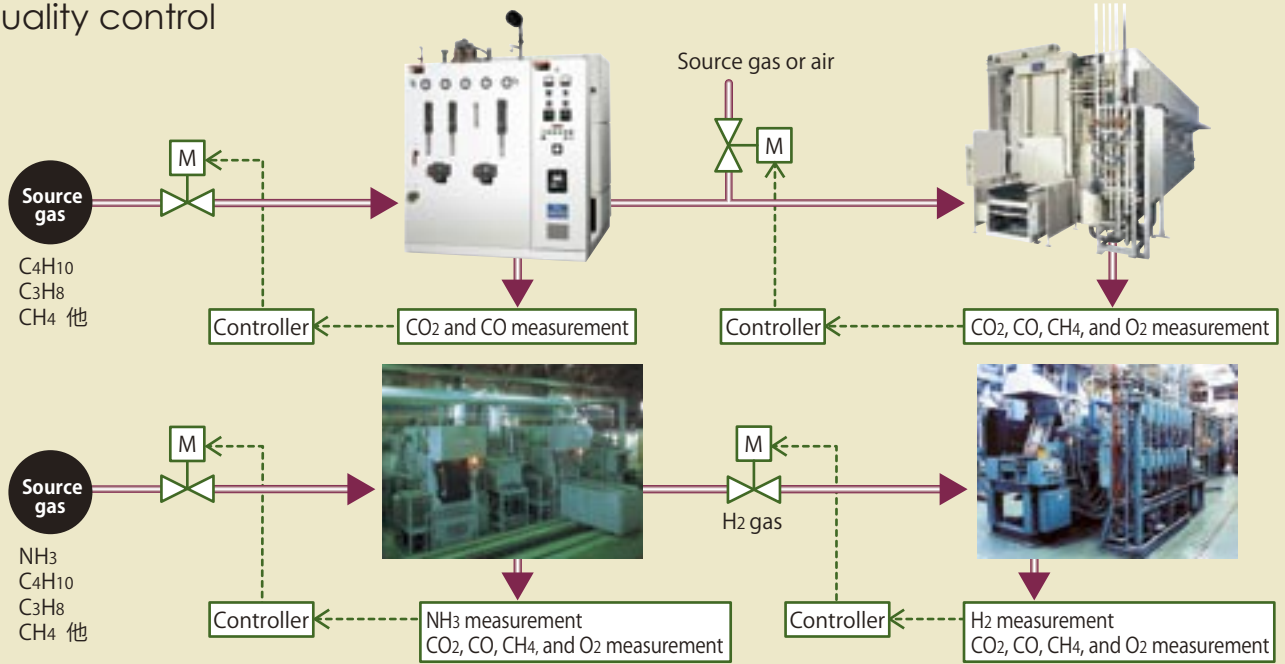 uality control
Source gas or air
M
M
Source
gas
C4H10
C3H8
CH4 他
Controller
CO2 and CO measurement
Controller
CO2, CO, CH4, and O2 measurement
M
M
Source
gas
H2 gas
NH3
C4H10
C3H8
CH4 他
Controller
NH3 measurement
CO2, CO, CH4, and O2 measurement
Controller
H2 measurement
CO2, CO, CH4, and O2 measurement